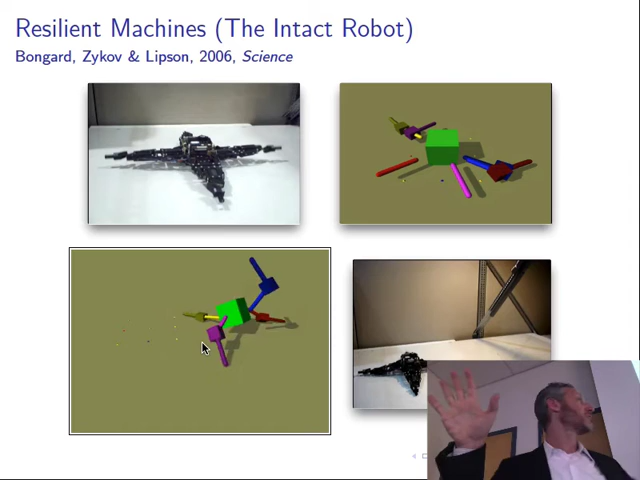 Resilient Machines (The Intact Robot)
Bongard, Zykov & Lipson, 2006, Science